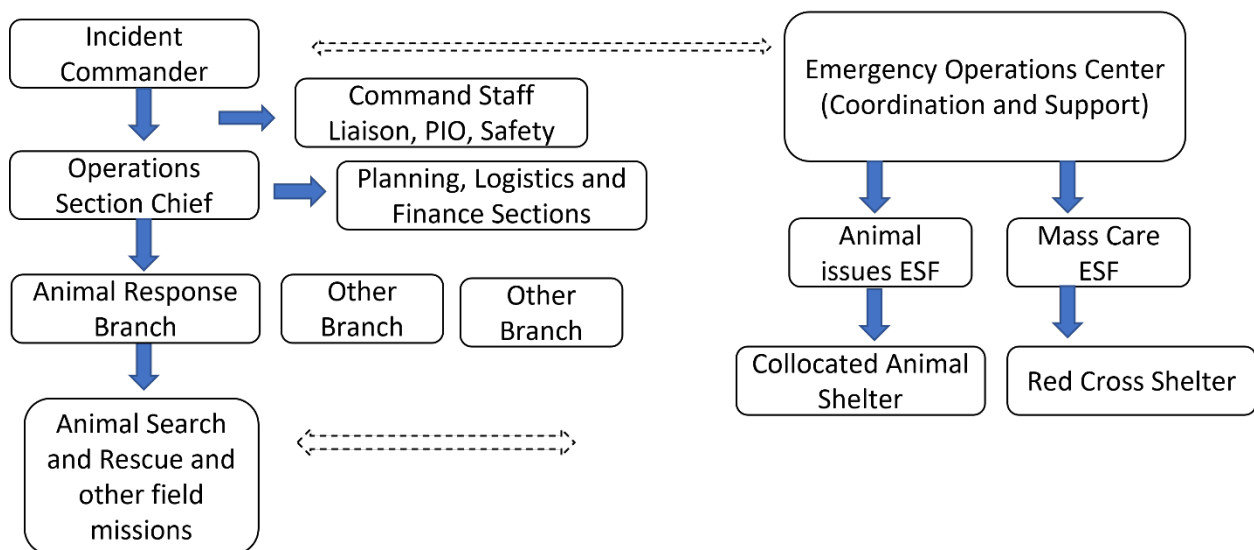 Incident
Commander
Command Staff
Liaison, PIO, Safety
Operations
Section Chief
Planning, Logistics and
Finance Sections
Animal Response
Branch
Other
Branch
Other
Branch
Animal Search
and Rescue and
other field
missions
Emergency Operations Center
(Coordination and Support)
Animal
issues ESF
Mass Care
ESF
Collocated Animal
Shelter
Red Cross Shelter